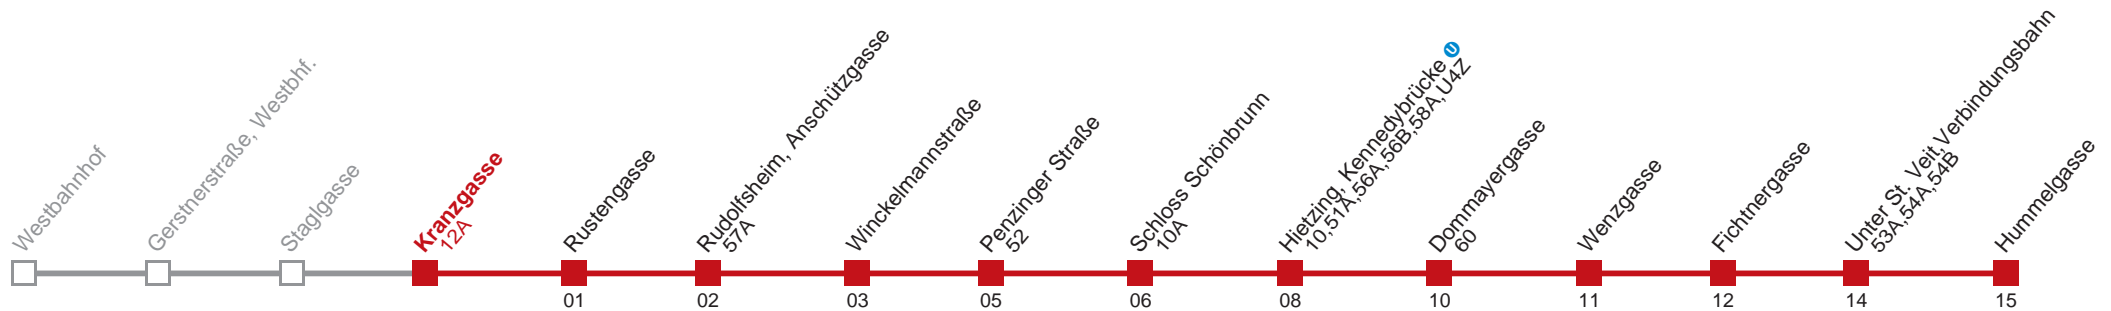 Westbahnhof
Gerstnerstraße, Westbhf.
Staglgasse
Kranzgasse
12A
Rustengasse
Rudolfsheim, Anschützgasse
57A
Winckelmannstraße
Penzinger Straße
52
Schloss Schönbrunn
10A
Hietzing, Kennedybrücke U
10,51A,56A,56B,58A,U4Z
Dommayergasse
60
Wenzgasse
Fichtnergasse
Unter St. Veit,Verbindungsbahn
53A,54A,54B
Hummelgasse
01
02
03
05
06
08
10
11
12
14
15